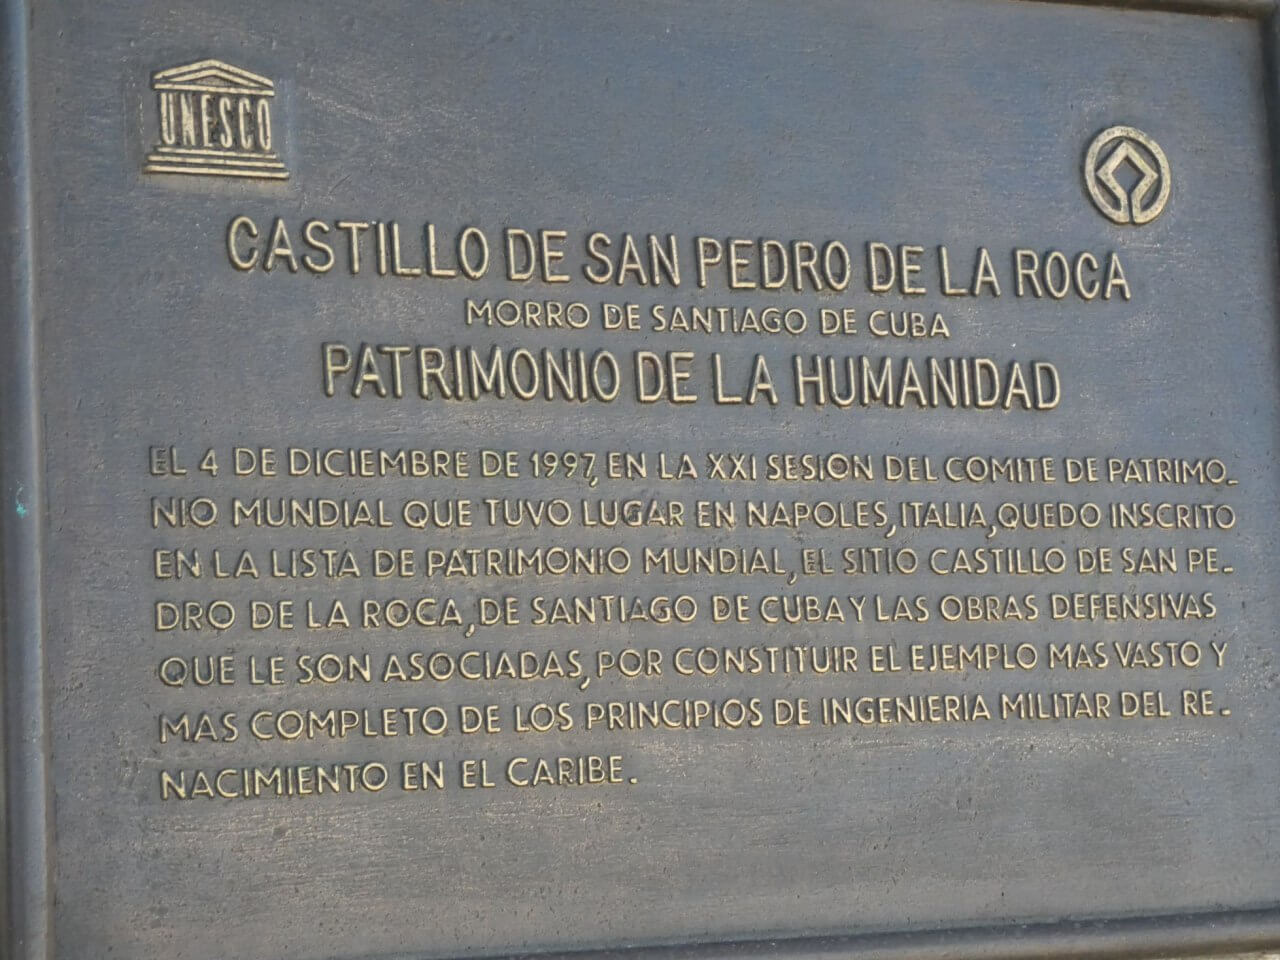 UNESCO
CASTILLO DE SAN PEDRO DE LA ROCA
MORRO DE SANTIAGO DE CUBA
PATRIMONIO DE LA HUMANIDAD
EL 4 DE DICIEMBRE DE 1997, EN LA XXI SESION DEL COMITE DE PATRIMO-
NIO MUNDIAL QUE TUVO LUGAR EN NAPOLES, ITALIA, QUEDO INSCRITO
EN LA LISTA DE PATRIMONIO MUNDIAL, EL SITIO CASTILLO DE SAN PE-
DRO DE LA ROCA, DE SANTIAGO DE CUBA Y LAS OBRAS DEFENSIVAS
QUE LE SON ASOCIADAS, POR CONSTITUIR EL EJEMPLO MAS VASTO Y
MAS COMPLETO DE LOS PRINCIPIOS DE INGENIERIA MILITAR DEL RE-
NACIMIENTO EN EL CARIBE.